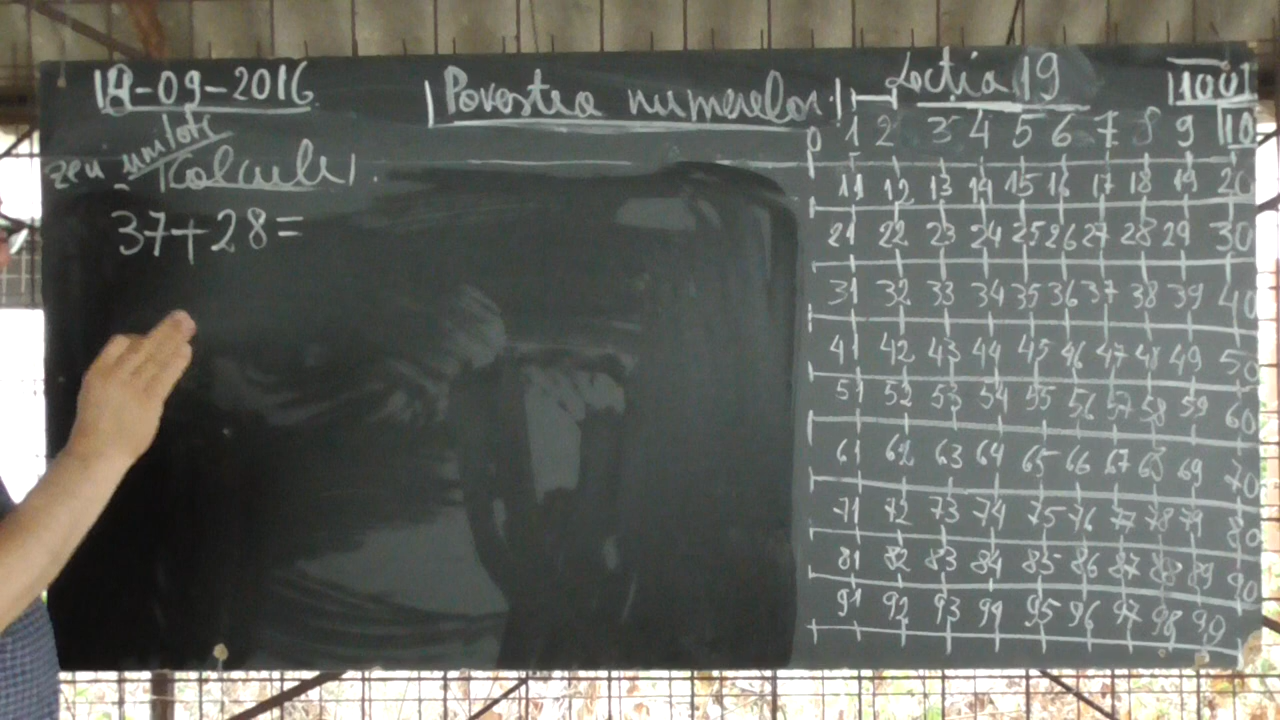 18-09-2016
Povestea numerelor
Lecția 19
100
zeci unități
Calcule
37+28=
0 1 2 3 4 5 6 7 8 9 10
11 12 13 14 15 16 17 18 19 20
21 22 23 24 25 26 27 28 29 30
31 32 33 34 35 36 37 38 39 40
41 42 43 44 45 46 47 48 49 50
51 52 53 54 55 56 57 58 59 60
61 62 63 64 65 66 67 68 69 70
71 72 73 74 75 76 77 78 79 80
81 82 83 84 85 86 87 88 89 90
91 92 93 94 95 96 97 98 99